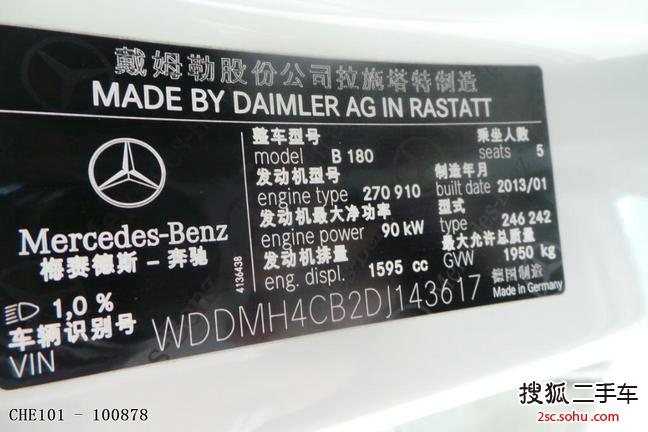 戴姆勒股份公司拉施塔特制造
MADE BY DAIMLER AG IN RASTATT
Mercedes-Benz
梅赛德斯-奔驰
4136438
整车型号
model B 180
乘坐人数
seats 5
发动机型号
engine type 270 910
制造年月
built date 2013/01
发动机最大净功率
engine power 90 kW
型式
246 242
发动机排量
eng. displ. 1595 cc
最大允许总质量
GVW 1950 kg
1,0%
车辆识别号
VIN WDDMH4CB2DJ143617
德国制造
Made in Germany
CHE101 - 100878
搜狐二手车
2sc.sohu.com